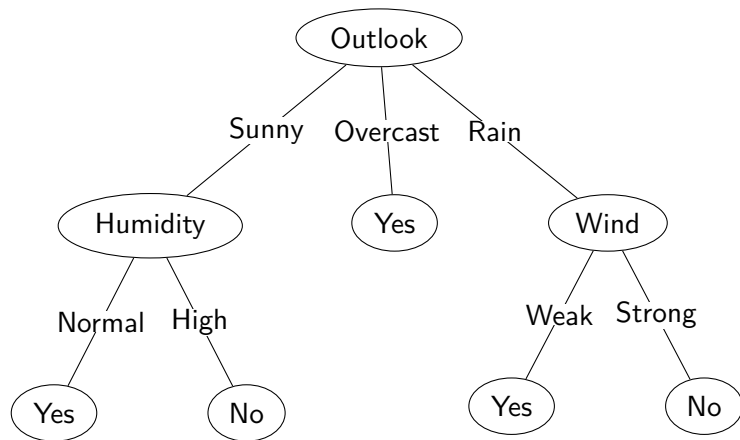 Outlook
Sunny
Overcast
Rain
Humidity
Yes
Wind
Normal
High
Weak
Strong
Yes
No
Yes
No